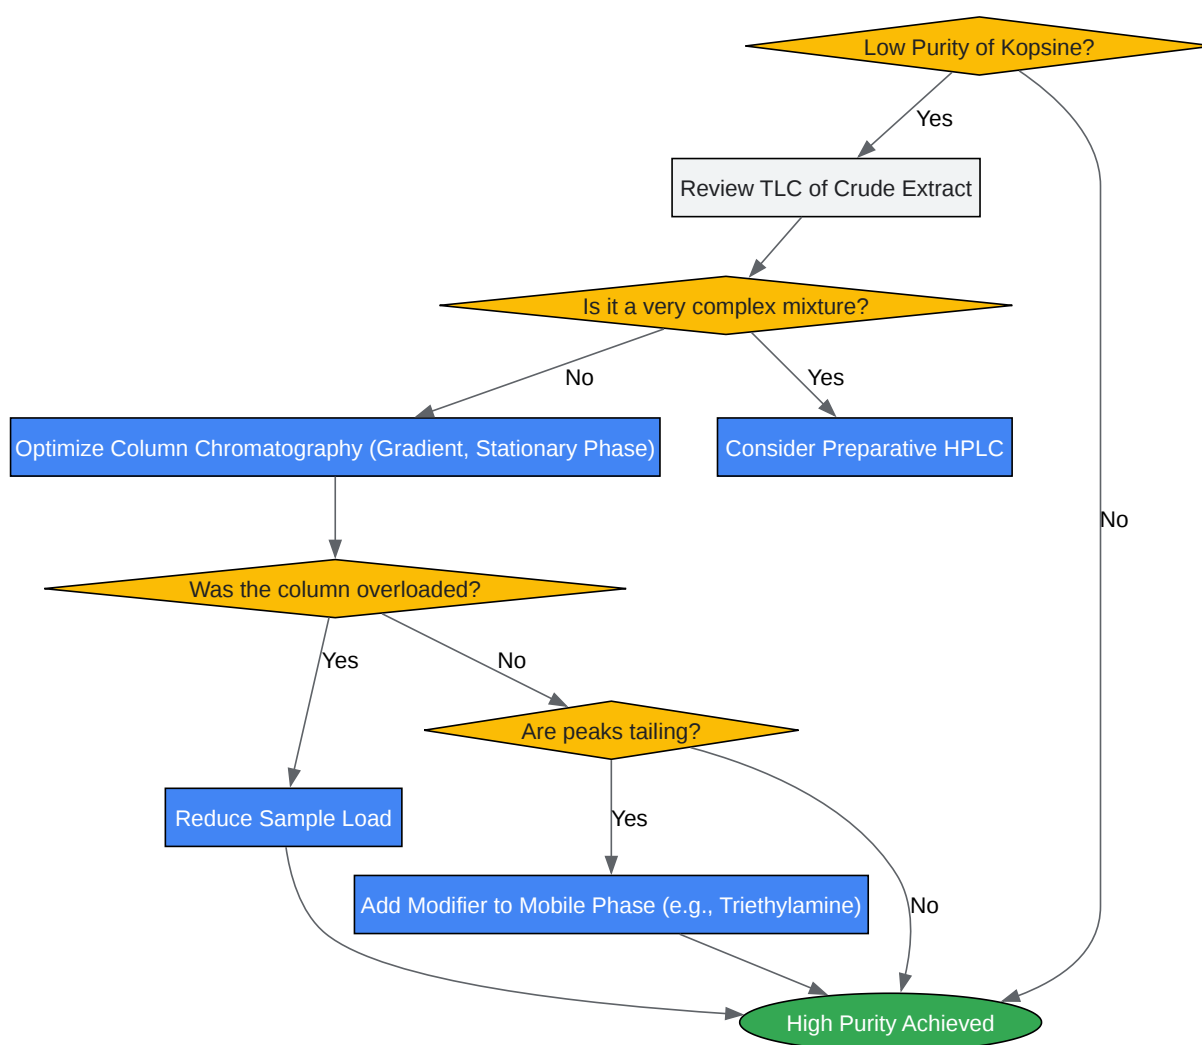 Low Purity of Kopsine?
Yes
Review TLC of Crude Extract
Is it a very complex mixture?
No
Yes
Optimize Column Chromatography (Gradient, Stationary Phase)
Consider Preparative HPLC
No
Was the column overloaded?
Yes
No
Are peaks tailing?
Reduce Sample Load
Yes
Add Modifier to Mobile Phase (e.g., Triethylamine)
No
High Purity Achieved